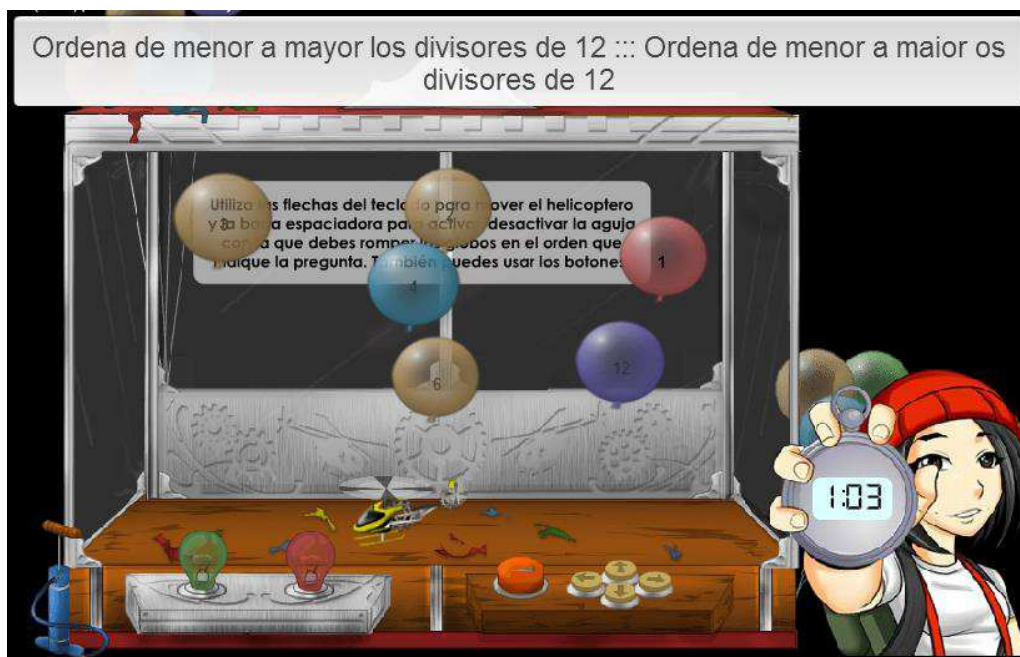 Ordena de menor a mayor los divisores de 12 ::: Ordena de menor a maior os
divisores de 12
Utiliza las flechas del teclado para mover el helicoptero
y la barra espaciadora para activar desactivar la aguja
con la que debes romper los globos en el orden que
indique la pregunta. También puedes usar los botones
3
2
1
4
6
12
1:03